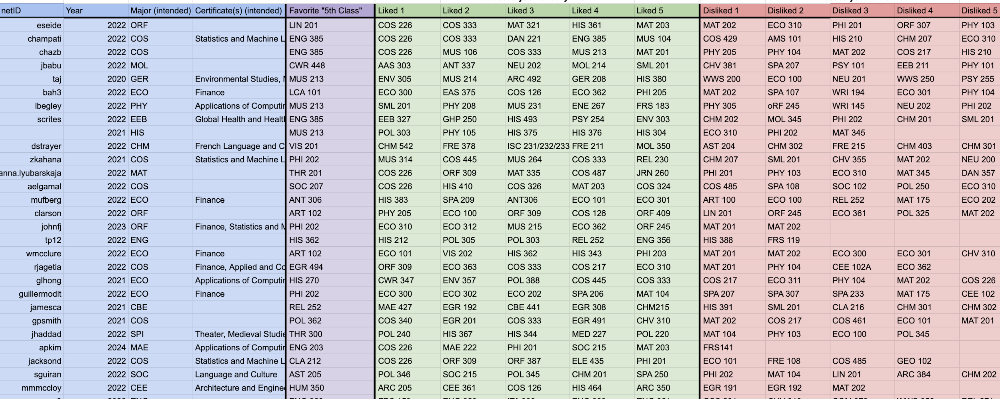 netID Year Major (intended) Certificate(s) (intended) Favorite "5th Class" Liked 1 Liked 2 Liked 3 Liked 4 Liked 5 Disliked 1 Disliked 2 Disliked 3 Disliked 4 Disliked 5
eseide 2022 ORF LIN 201 COS 226 COS 333 MAT 321 HIS 361 MAT 203 MAT 202 ECO 310 PHI 201 ORF 307 PHY 103
champati 2022 COS Statistics and Machine L ENG 385 COS 226 COS 333 DAN 221 ENG 385 MUS 104 COS 429 AMS 101 HIS 210 CHM 207 ECO 310
chazb 2022 COS ENG 385 COS 226 MUS 106 COS 333 MUS 213 MAT 201 PHY 205 PHY 104 MAT 202 COS 217 HIS 210
jbabu 2022 MOL CWR 448 AAS 303 ANT 337 NEU 202 MOL 214 SML 201 CHV 381 SPA 207 PSY 101 EEB 211 PHY 101
taj 2020 GER Environmental Studies, MUS 213 ENV 305 MUS 214 ARC 492 GER 208 HIS 380 WWS 200 ECO 100 NEU 201 WWS 250 PSY 255
bah3 2022 ECO Finance LCA 101 ECO 300 EAS 375 COS 126 ECO 362 PHI 205 MAT 202 SPA 107 WRI 194 ECO 301 PHY 104
lbegley 2022 PHY Applications of Computin MUS 213 SML 201 PHY 208 MUS 231 ENE 267 FRS 183 PHY 305 oRF 245 WRI 145 NEU 202 PHI 202
scrites 2022 EEB Global Health and Healt ENG 385 EEB 327 GHP 250 HIS 493 PSY 254 ENV 303 CHM 202 MOL 345 PHI 202 CHM 201 SML 201
2021 HIS MUS 213 POL 303 PHY 105 HIS 375 HIS 376 HIS 304 ECO 310 PHI 202 MAT 345
dstrayer 2022 CHM French Language and C VIS 201 CHM 542 FRE 378 ISC 231/232/233 FRE 211 MOL 350 AST 204 CHM 302 FRE 215 CHM 403 CHM 301
zkahana 2021 COS Statistics and Machine L PHI 202 MUS 314 COS 445 MUS 264 COS 333 REL 230 CHM 207 SML 201 CHV 355 MAT 202 NEU 200
anna.lyubarskaja 2022 MAT THR 201 COS 226 ORF 309 MAT 335 COS 487 JRN 260 PHI 201 PHY 103 ECO 310 MAT 345 DAN 357
aelgamal 2022 COS SOC 207 COS 226 HIS 410 COS 326 MAT 203 COS 324 COS 485 SPA 108 SOC 102 POL 250 ECO 310
mufberg 2022 ECO Finance ANT 306 HIS 383 SPA 209 ANT306 ECO 101 ECO 301 ART 100 ECO 100 REL 252 MAT 175 ECO 202
clarson 2022 ORF ART 102 PHY 205 ECO 100 ORF 309 COS 126 ORF 409 LIN 201 ORF 245 ECO 361 POL 325 MAT 202
johnfj 2023 ORF Finance, Statistics and M PHI 202 ECO 310 ECO 312 MUS 215 ECO 362 ORF 245 MAT 201 MAT 202
tp12 2022 ENG HIS 362 HIS 212 POL 305 POL 303 REL 252 ENG 356 HIS 388 FRS 119
wmcclure 2022 ECO Finance ART 102 ECO 101 VIS 202 HIS 362 HIS 343 PHI 203 MAT 201 MAT 202 ECO 300 ECO 301 CHV 310
rjagetia 2022 COS Finance, Applied and Co EGR 494 ORF 309 ECO 363 COS 333 COS 217 ECO 310 MAT 201 PHY 104 CEE 102A ECO 362
glhong 2021 ECO Applications of Computin HIS 270 CWR 347 ENV 357 POL 388 COS 445 COS 333 COS 217 ECO 311 PHY 104 MAT 202 COS 226
guillermodlt 2022 ECO Finance PHI 202 ECO 300 ECO 302 ECO 202 SPA 206 MAT 104 SPA 207 SPA 307 SPA 233 MAT 175 CEE 102
jamesca 2021 CBE REL 252 MAE 427 EGR 192 CBE 441 EGR 308 CHM215 HIS 391 SML 201 CLA 216 CHM 301 CHM 302
gpsmith 2021 COS POL 362 COS 340 EGR 201 COS 333 EGR 491 CHV 310 MAT 202 COS 217 COS 461 ECO 101 MAT 201
jhaddad 2022 SPI Theater, Medieval Studie THR 300 POL 240 HIS 367 HIS 344 MED 227 POL 220 MAT 104 PHY 103 ECO 100 POL 345
apkim 2024 MAE Applications of Computin ENG 203 COS 226 MAE 222 PHI 201 SOC 215 MAT 203 FRS141
jacksond 2022 COS Statistics and Machine L CLA 212 COS 226 ORF 309 ORF 387 ELE 435 PHI 201 ECO 101 FRE 108 COS 485 GEO 102
sguiran 2022 SOC Language and Culture AST 205 POL 346 SOC 215 POL 345 CHM 201 SPA 250 PHI 202 MAT 104 LIN 201 ARC 384 CHM 202
mmmccloy 2022 CEE Architecture and Engine HUM 350 ARC 205 CEE 361 COS 126 HIS 464 ARC 350 EGR 191 EGR 192 MAT 202